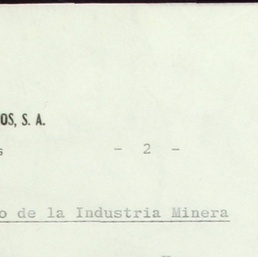 OS, S. A.
s - 2 -
o de la Industria Minera